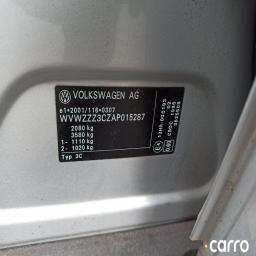 VOLKSWAGEN AG
e1*2001/116*0307
WVWZZZ3CZAP015287
2080 kg
3580 kg
1- 1110 kg
2- 1020 kg
Typ 3C
carro